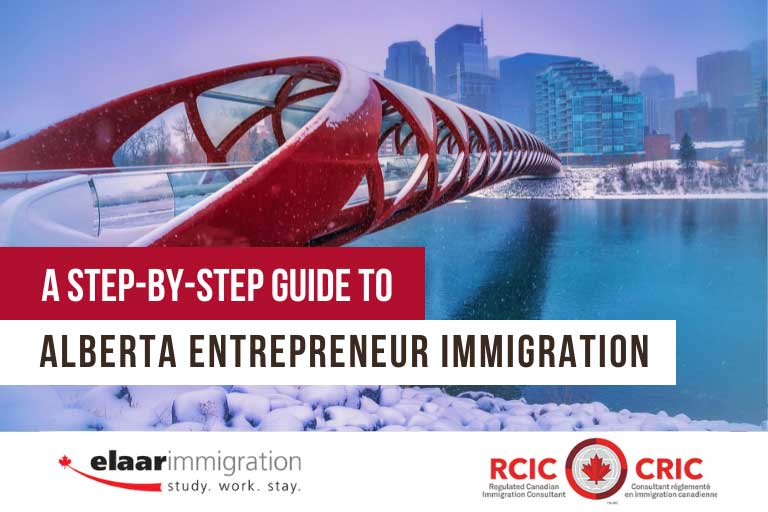 A STEP-BY-STEP GUIDE TO
ALBERTA ENTREPRENEUR IMMIGRATION
elaarimmigration
study. work. stay.
RCIC CRIC
Regulated Canadian Immigration Consultant
Consultant réglementé en immigration canadienne